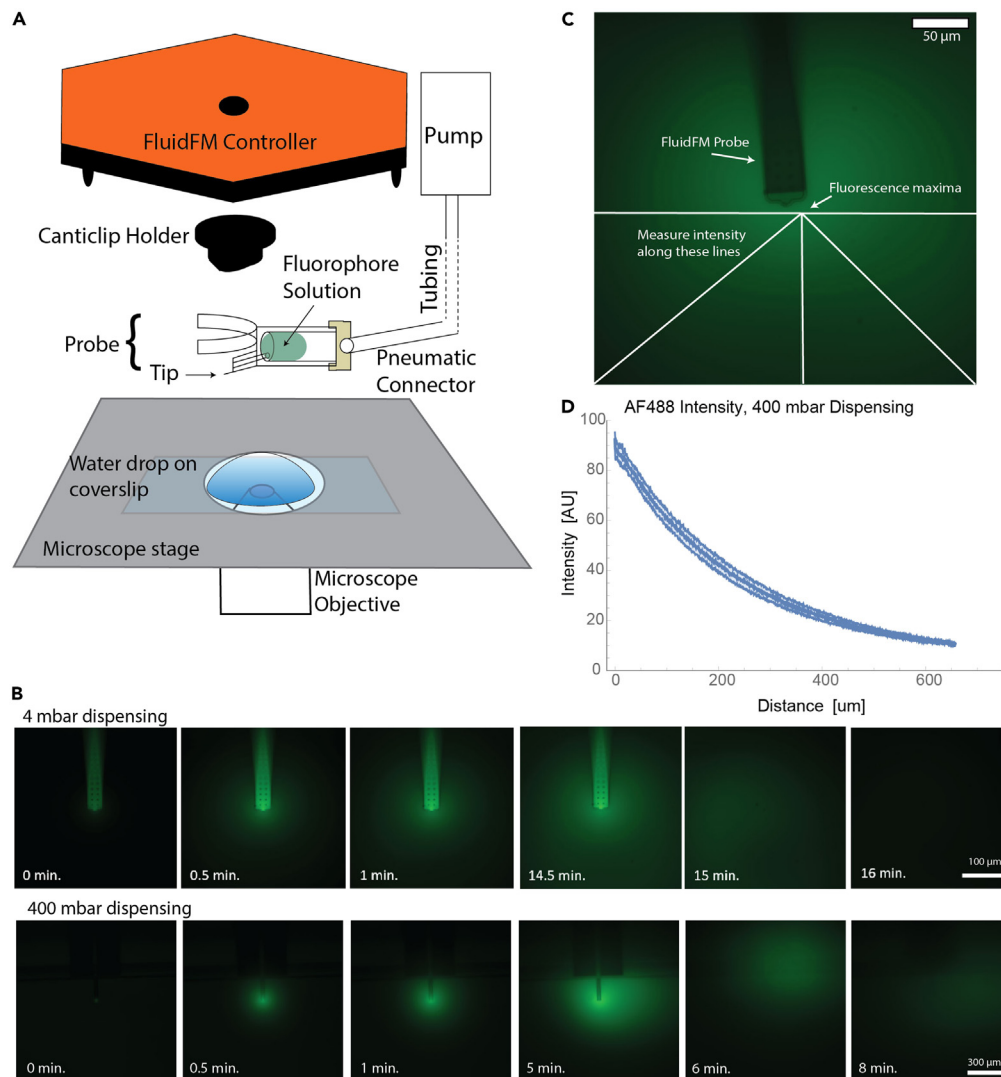 A
FluidFM Controller
Pump
Canticlip Holder
Fluorophore
Solution
Tubing
Probe
Tip
Pneumatic
Connector
Water drop on
coverslip
Microscope stage
Microscope
Objective
C
50 µm
FluidFM Probe
Fluorescence maxima
Measure intensity
along these lines
D
AF488 Intensity, 400 mbar Dispensing
Intensity [AU]
100
80
60
40
20
0
0
200
400
600
Distance [um]
B
4 mbar dispensing
0 min.
0.5 min.
1 min.
14.5 min.
15 min.
16 min.
100 µm
400 mbar dispensing
0 min.
0.5 min.
1 min.
5 min.
6 min.
8 min.
300 µm